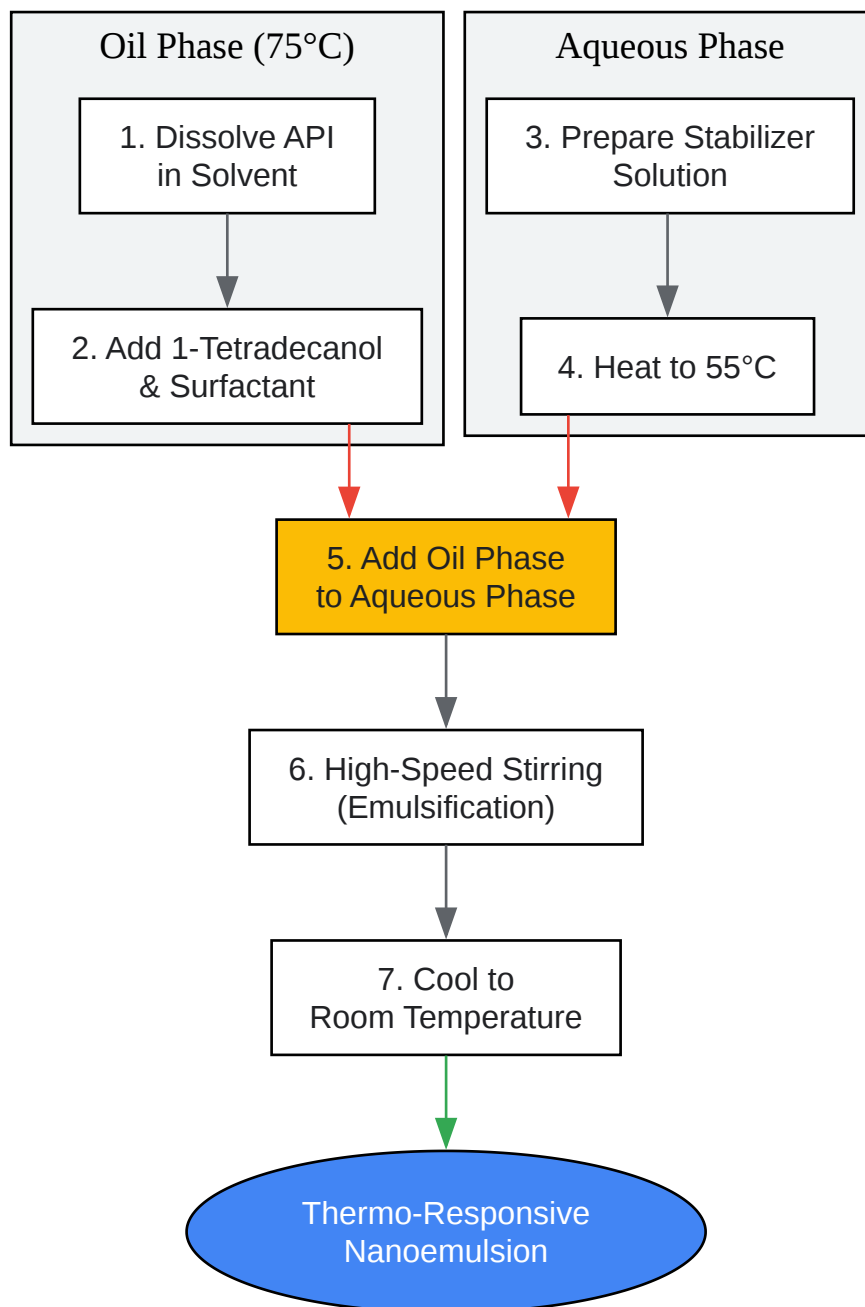 Oil Phase (75°C)
1. Dissolve API
in Solvent
2. Add 1-Tetradecanol
& Surfactant
Aqueous Phase
3. Prepare Stabilizer
Solution
4. Heat to 55°C
5. Add Oil Phase
to Aqueous Phase
6. High-Speed Stirring
(Emulsification)
7. Cool to
Room Temperature
Thermo-Responsive
Nanoemulsion